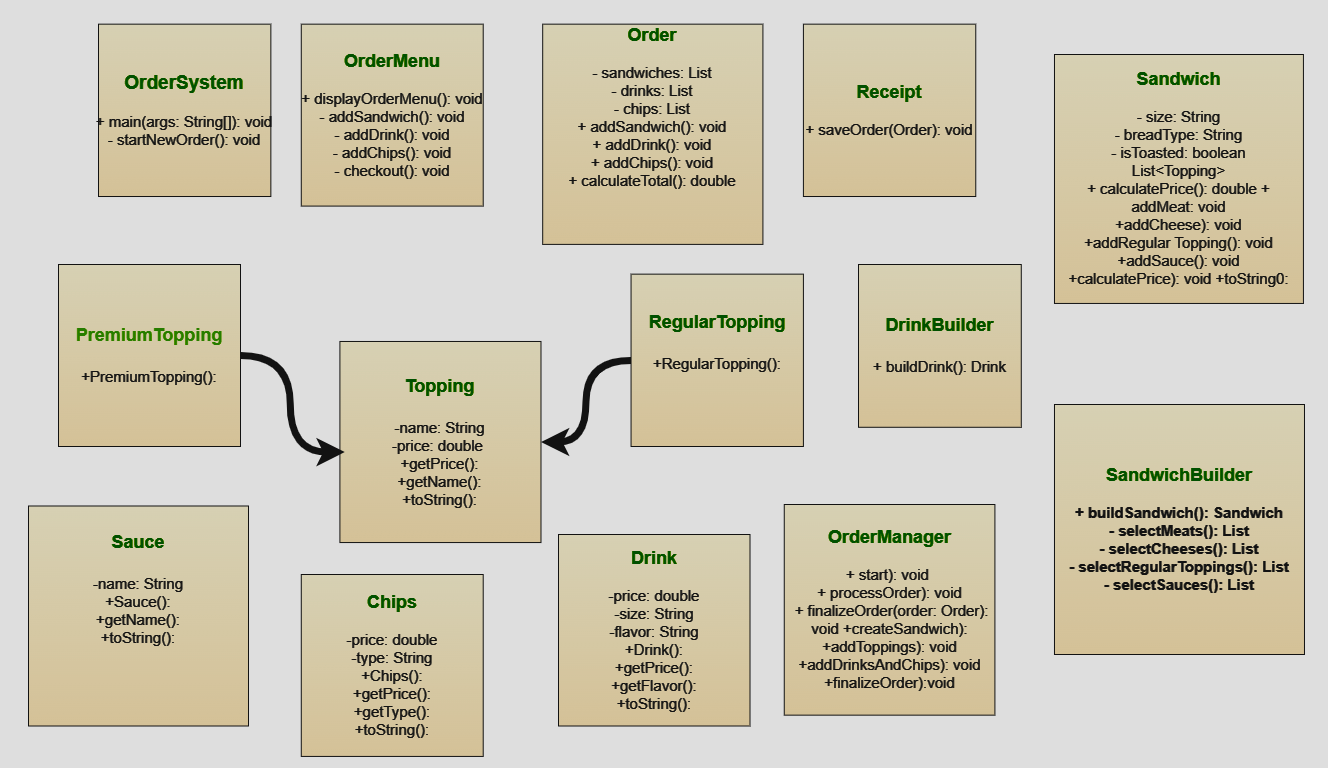 OrderSystem
+ main(args: String[]): void
- startNewOrder(): void
OrderMenu
+ displayOrderMenu(): void
- addSandwich(): void
- addDrink(): void
- addChips(): void
- checkout(): void
Order
- sandwiches: List
- drinks: List
- chips: List
+ addSandwich(): void
+ addDrink(): void
+ addChips(): void
+ calculateTotal(): double
Receipt
+ saveOrder(Order): void
Sandwich
- size: String
- breadType: String
- isToasted: boolean
List<Topping>
+ calculatePrice(): double +
addMeat: void
+addCheese): void
+addRegular Topping(): void
+addSauce(): void
+calculatePrice): void +toString0:
PremiumTopping
+PremiumTopping():
Topping
-name: String
-price: double
+getPrice():
+getName():
+toString():
RegularTopping
+RegularTopping():
DrinkBuilder
+ buildDrink(): Drink
SandwichBuilder
+ buildSandwich(): Sandwich
- selectMeats(): List
- selectCheeses(): List
- selectRegularToppings(): List
- selectSauces(): List
Sauce
-name: String
+Sauce():
+getName():
+toString():
Chips
-price: double
-type: String
+Chips():
+getPrice():
+getType():
+toString():
Drink
-price: double
-size: String
-flavor: String
+Drink():
+getPrice():
+getFlavor():
+toString():
OrderManager
+ start): void
+ processOrder): void
+ finalizeOrder(order: Order):
void +createSandwich):
+addToppings): void
+addDrinksAndChips): void
+finalizeOrder):void